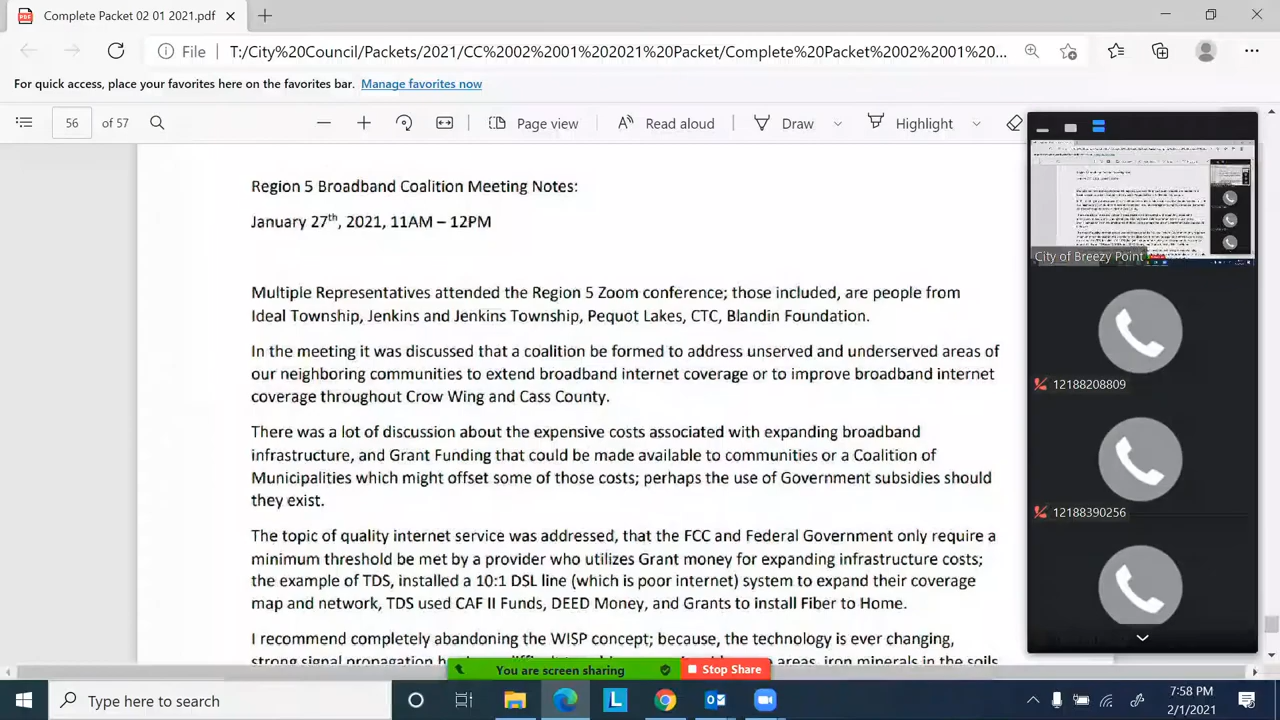 Complete Packet 02 01 2021.pdf
File
T:/City%20Council/Packets/2021/CC%2002%2001%202021%20Packet/Complete%20Packet%2002%2001%20...
For quick access, place your favorites here on the favorites bar. Manage favorites now
56 of 57
Page view
Read aloud
Draw
Highlight
Region 5 Broadband Coalition Meeting Notes:
January 27th, 2021, 11AM – 12PM
Multiple Representatives attended the Region 5 Zoom conference; those included, are people from
Ideal Township, Jenkins and Jenkins Township, Pequot Lakes, CTC, Blandin Foundation.
In the meeting it was discussed that a coalition be formed to address unserved and underserved areas of
our neighboring communities to extend broadband internet coverage or to improve broadband internet
coverage throughout Crow Wing and Cass County.
There was a lot of discussion about the expensive costs associated with expanding broadband
infrastructure, and Grant Funding that could be made available to communities or a Coalition of
Municipalities which might offset some of those costs; perhaps the use of Government subsidies should
they exist.
The topic of quality internet service was addressed, that the FCC and Federal Government only require a
minimum threshold be met by a provider who utilizes Grant money for expanding infrastructure costs;
the example of TDS, installed a 10:1 DSL line (which is poor internet) system to expand their coverage
map and network, TDS used CAF II Funds, DEED Money, and Grants to install Fiber to Home.
I recommend completely abandoning the WISP concept; because, the technology is ever changing,
strong signal propagation areas, iron minerals in the soils
City of Breezy Point
12188208809
12188390256
You are screen sharing
Stop Share
Type here to search
7:58 PM
2/1/2021